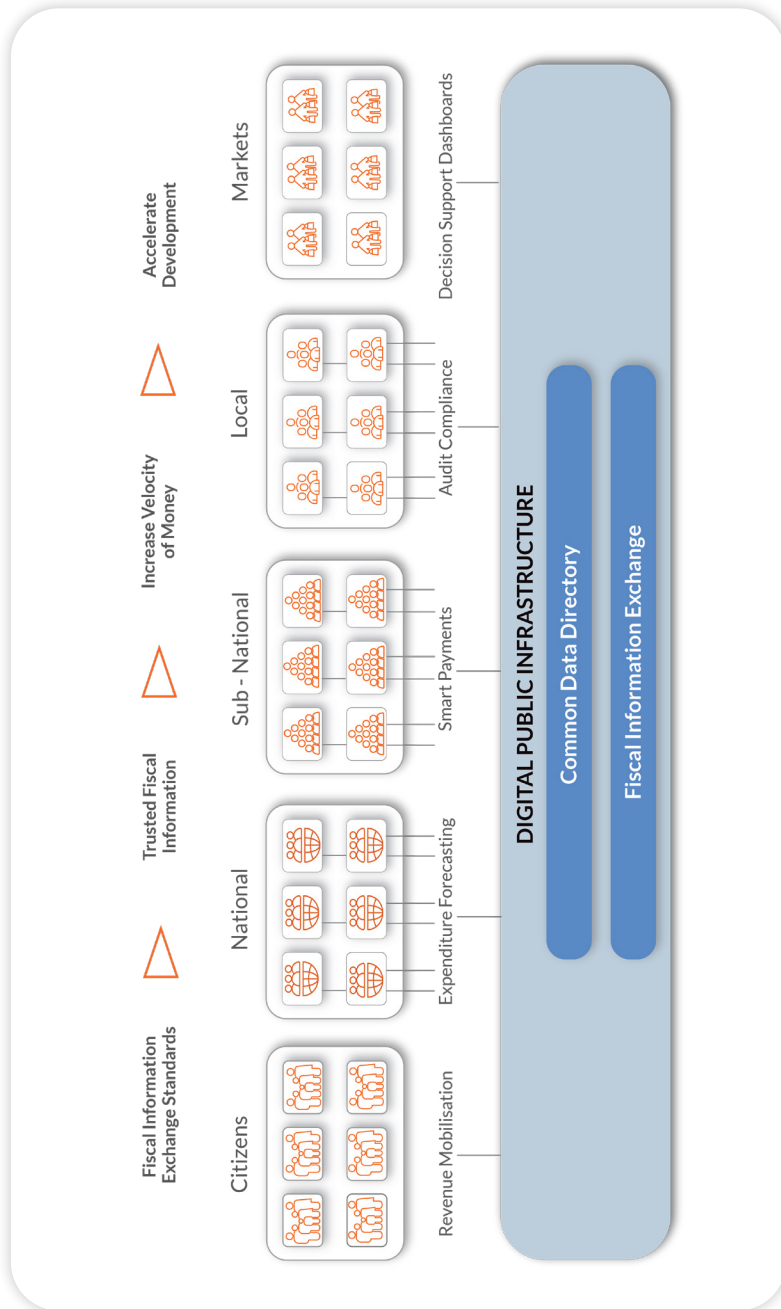 Fiscal Information
Exchange Standards
Trusted Fiscal
Information
Increase Velocity
of Money
Accelerate
Development
Citizens
National
Sub - National
Local
Markets
Revenue Mobilisation
Expenditure Forecasting
Smart Payments
Audit Compliance
Decision Support Dashboards
DIGITAL PUBLIC INFRASTRUCTURE
Common Data Directory
Fiscal Information Exchange